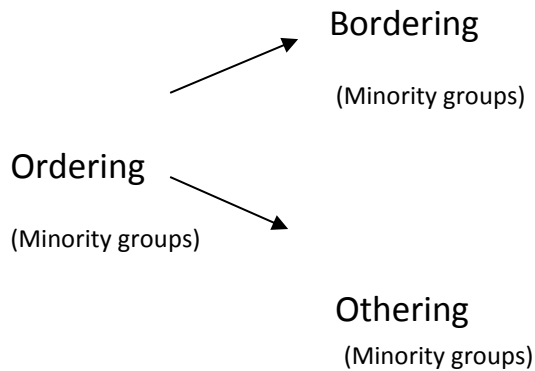 Bordering
(Minority groups)
Ordering
(Minority groups)
Othering
(Minority groups)